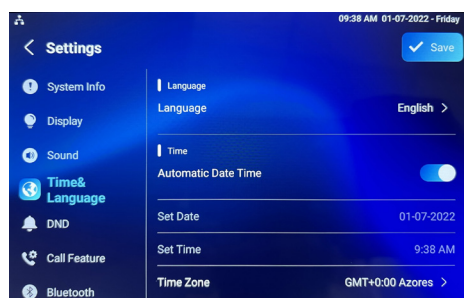 09:38 AM 01-07-2022 - Friday
Settings
Save
System Info
Display
Sound
Time&
Language
DND
Call Feature
Bluetooth
Language
Language English
Time
Automatic Date Time
Set Date 01-07-2022
Set Time 9:38 AM
Time Zone GMT+0:00 Azores